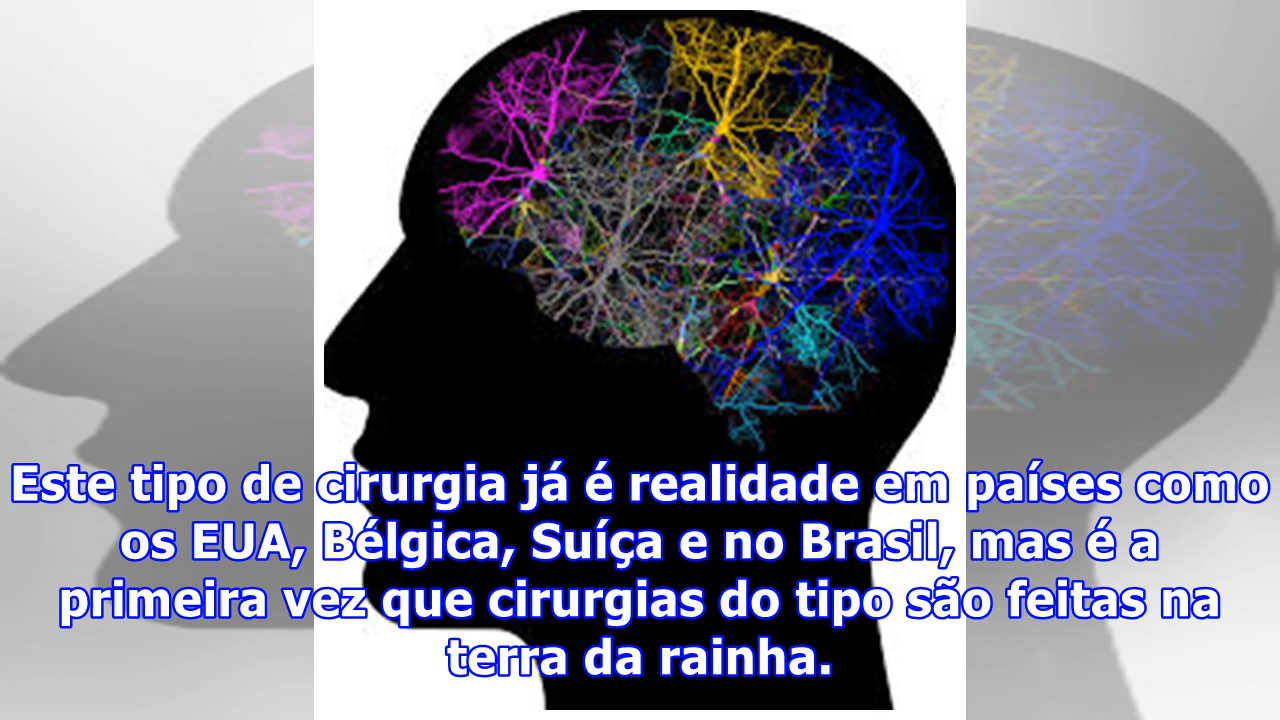 Este tipo de cirurgia já é realidade em países como
os EUA, Bélgica, Suíça e no Brasil, mas é a
primeira vez que cirurgias do tipo são feitas na
terra da rainha.